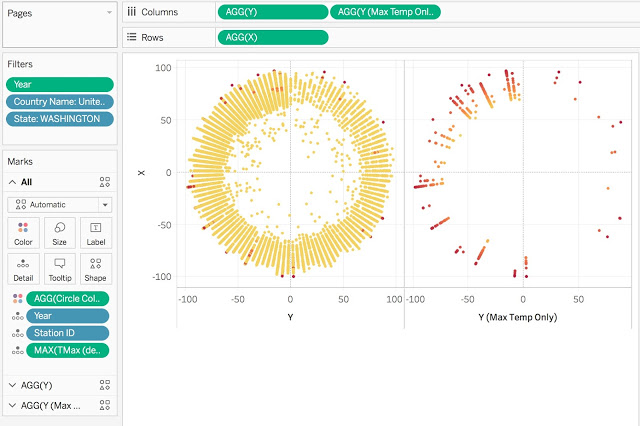 Pages
Columns
AGG(Y)
AGG(Y (Max Temp Onl..
Rows
AGG(X)
Filters
Year
Country Name: Unite..
State: WASHINGTON
Marks
All
Automatic
Color
Size
Label
Detail
Tooltip
Shape
AGG(Circle Col..
Year
Station ID
MAX(TMax (de..
AGG(Y)
AGG(Y (Max ...
100
50
X
0
-50
-100
-100 -50 0 50 100
-50 0 50
Y
Y (Max Temp Only)